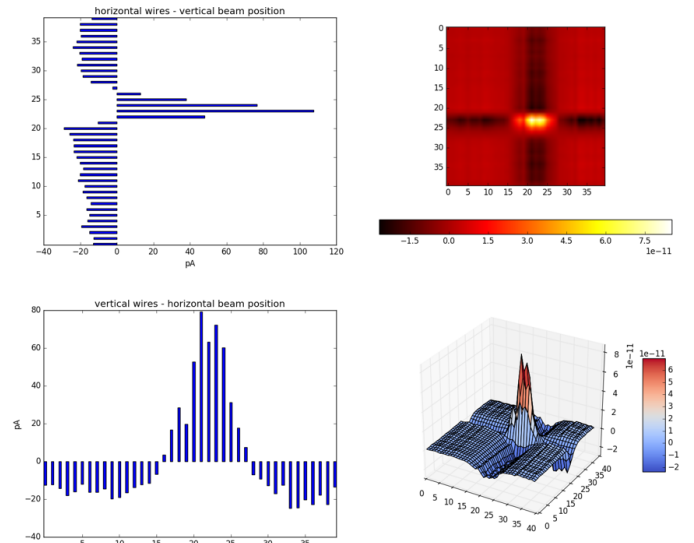 horizontal wires - vertical beam position
35
30
25
20
15
10
5
−40 −20 0 20 40 60 80 100 120
pA
0
5
10
15
20
25
30
35
0 5 10 15 20 25 30 35
−1.5 0.0 1.5 3.0 4.5 6.0 7.5
1e−11
vertical wires - horizontal beam position
80
60
40
20
0
−20
−40
pA
5 10 15 20 25 30 35
1e−11
8
6
4
2
0
−2
0 5 10 15 20 25 30 35 40
0 5 10 15 20 25 30 35 40
1e−11
6
5
4
3
2
1
0
−1
−2